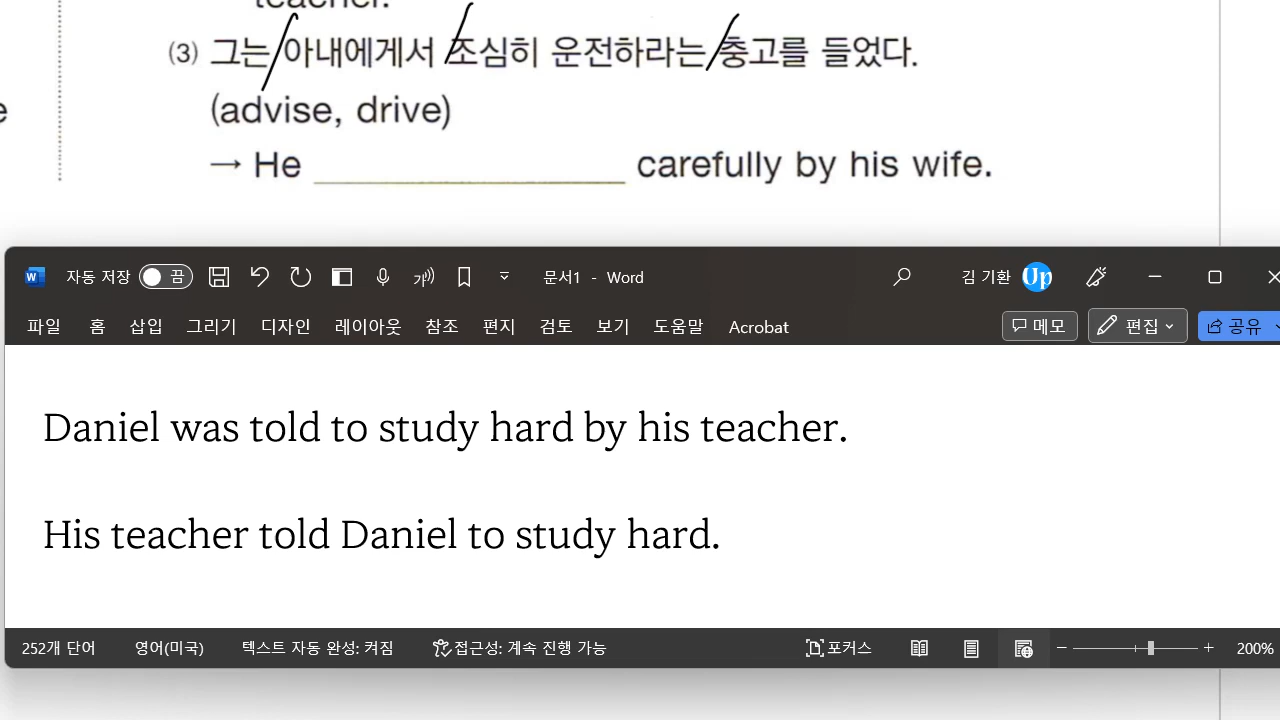 teacher.
(3) 그는 아내에게서 조심히 운전하라는 충고를 들었다.
e
(advise, drive)
→ He ____________ carefully by his wife.
자동 저장 끔 가 문서1 - Word 김 기환 Up
파일 홈 삽입 그리기 디자인 레이아웃 참조 편지 검토 보기 도움말 Acrobat 메모 편집 공유
Daniel was told to study hard by his teacher.
His teacher told Daniel to study hard.
252개 단어 영어(미국) 텍스트 자동 완성: 켜짐 접근성: 계속 진행 가능 포커스 200%